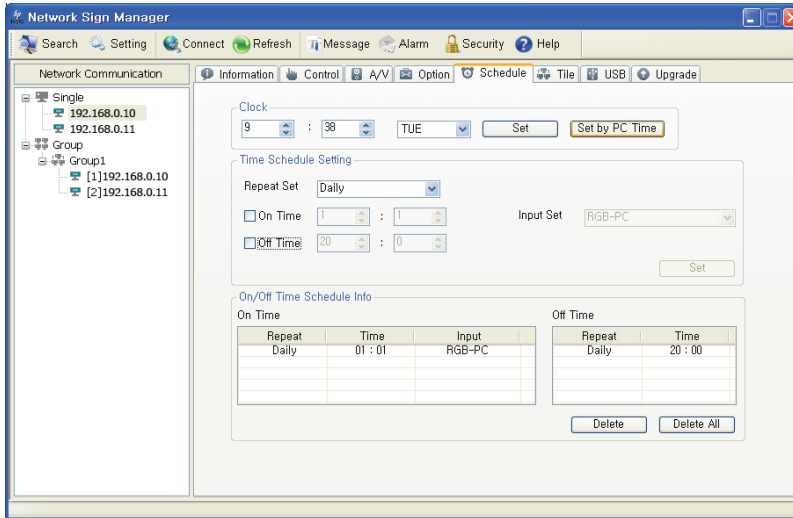 Network Sign Manager
Search Setting Connect Refresh Message Alarm Security Help
Network Communication
Information Control A/V Option Schedule Tile USB Upgrade
Single
192.168.0.10
192.168.0.11
Group
Group1
[1]192.168.0.10
[2]192.168.0.11
Clock
9 : 38 TUE Set Set by PC Time
Time Schedule Setting
Repeat Set Daily
On Time 1 : 1 Input Set RGB-PC
Off Time 20 : 0
Set
On/Off Time Schedule Info
On Time Off Time
Repeat Time Input Repeat Time
Daily 01 : 01 RGB-PC Daily 20 : 00
Delete Delete All